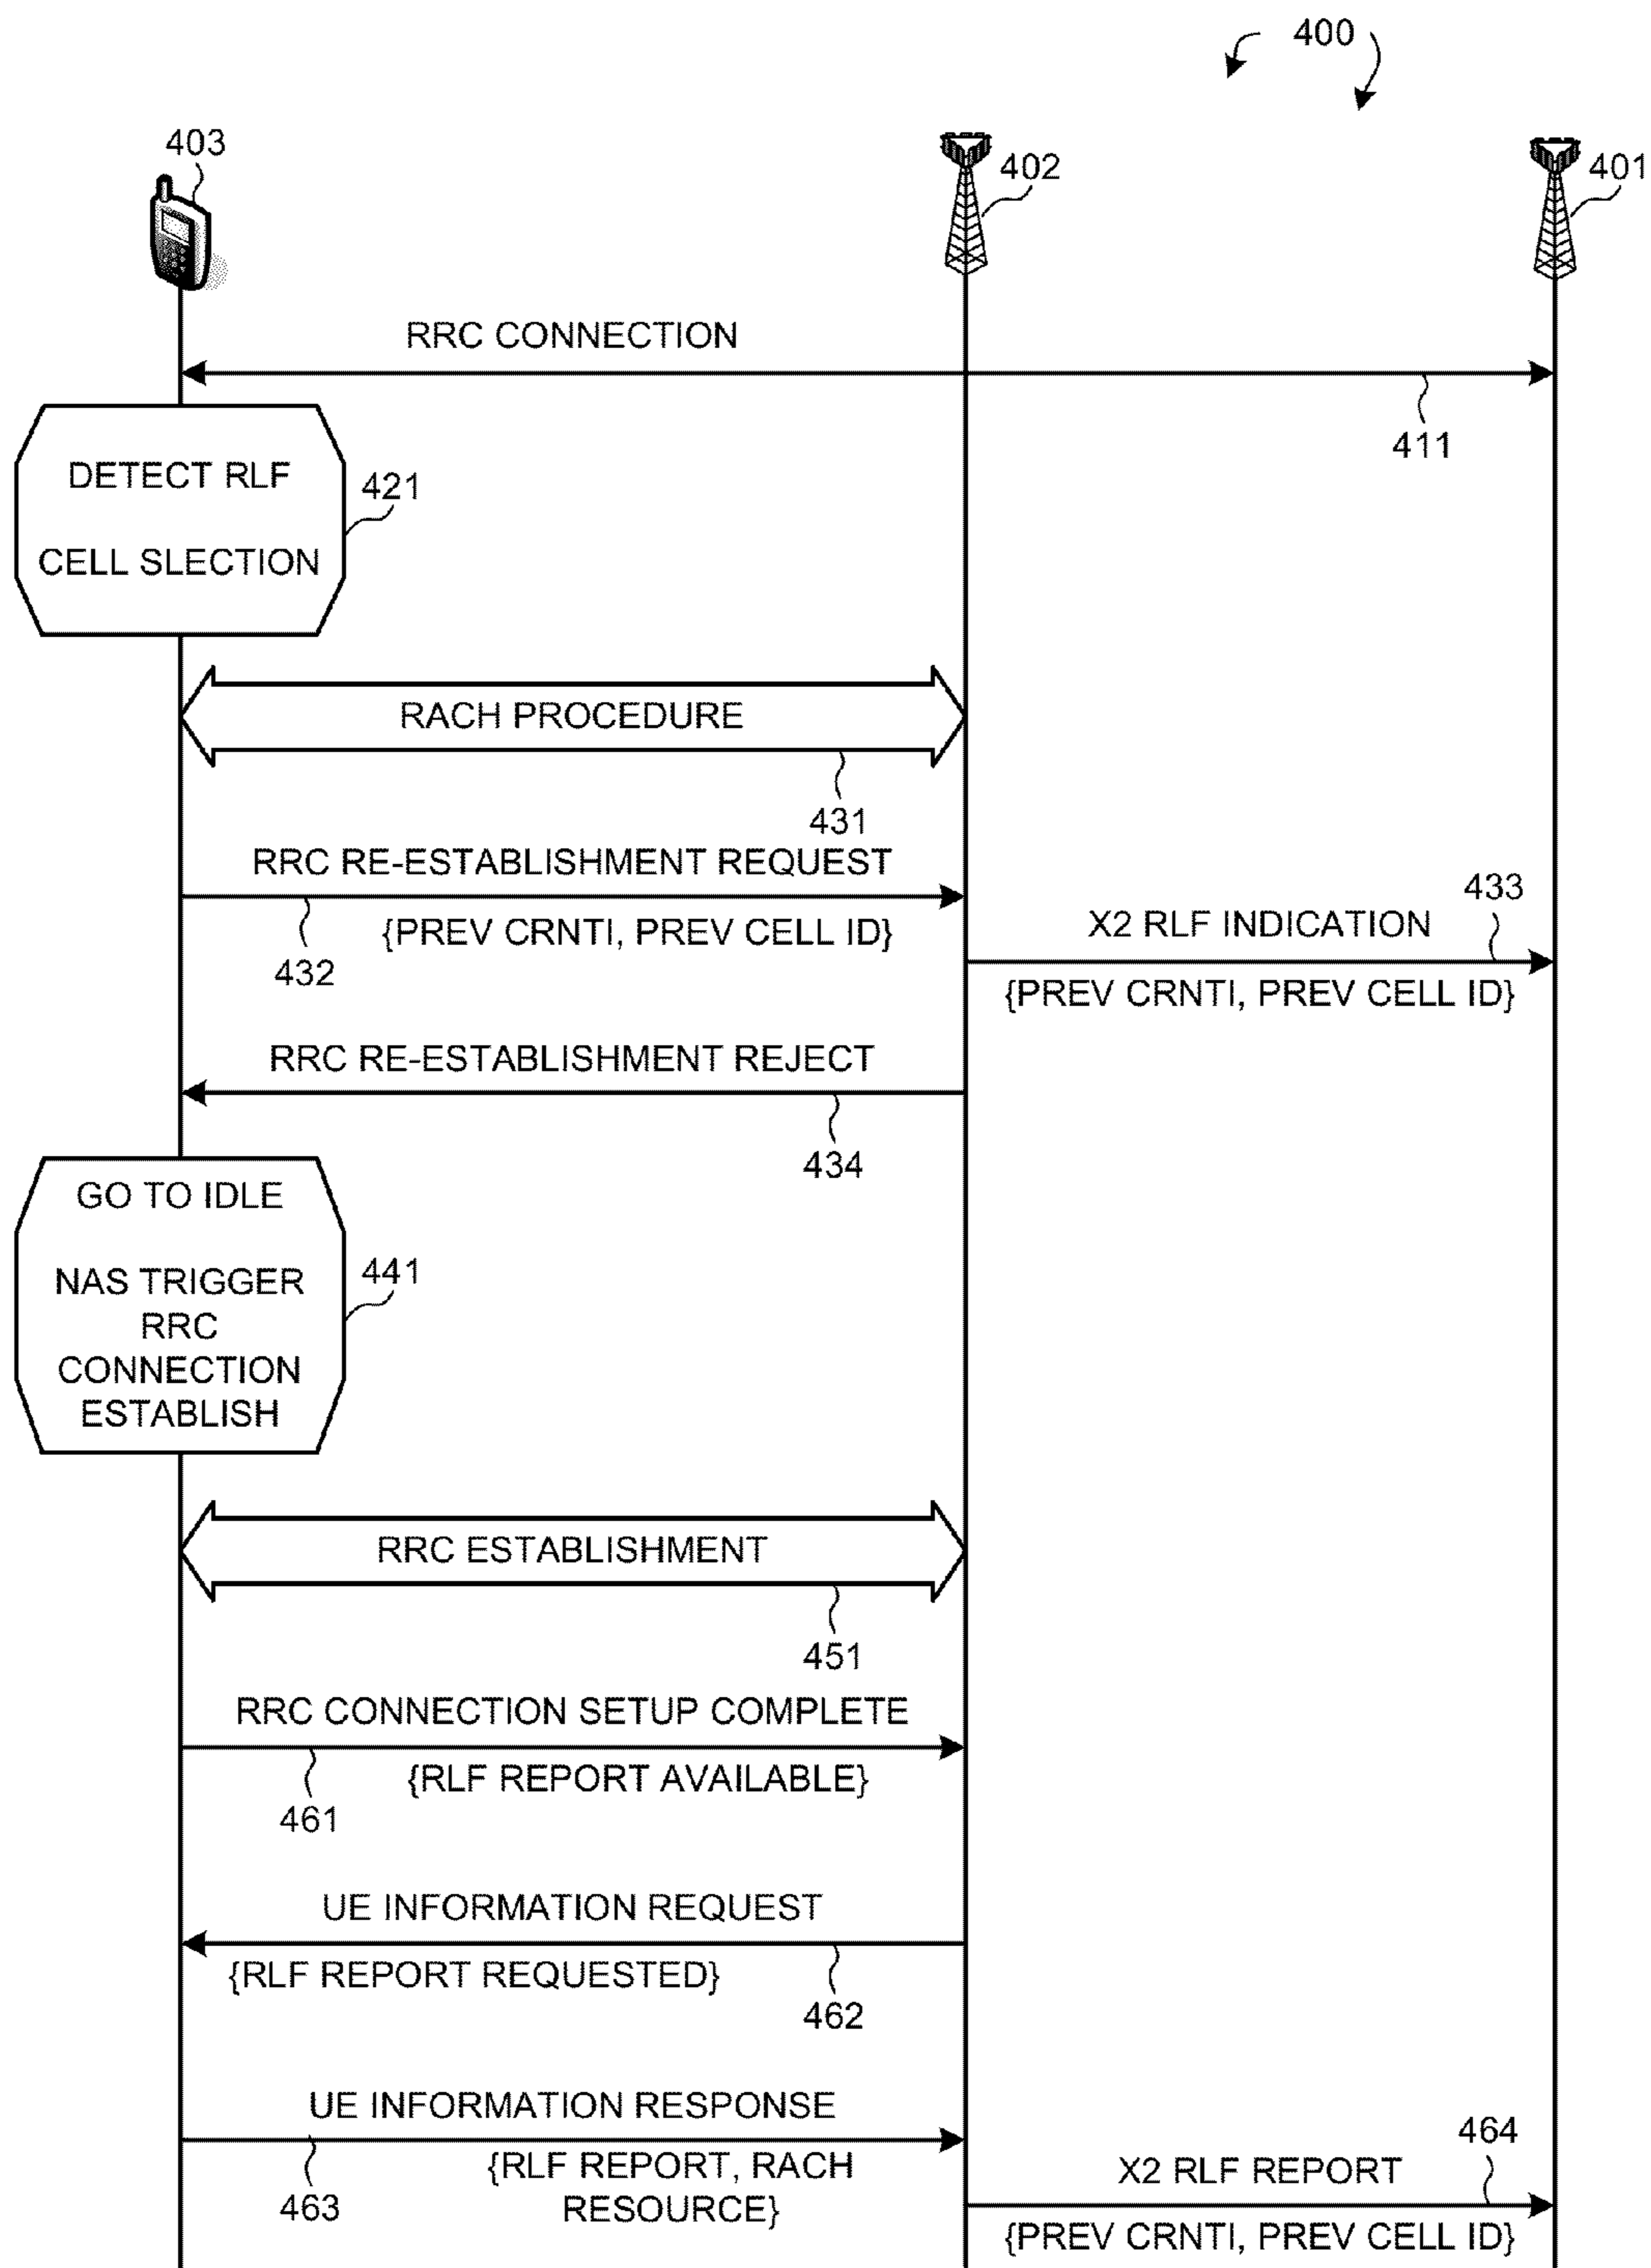 400
403
402
401
RRC CONNECTION
411
DETECT RLF
CELL SLECTION
421
RACH PROCEDURE
431
RRC RE-ESTABLISHMENT REQUEST
{PREV CRNTI, PREV CELL ID}
432
433
X2 RLF INDICATION
{PREV CRNTI, PREV CELL ID}
RRC RE-ESTABLISHMENT REJECT
434
GO TO IDLE
NAS TRIGGER
RRC
CONNECTION
ESTABLISH
441
RRC ESTABLISHMENT
451
RRC CONNECTION SETUP COMPLETE
{RLF REPORT AVAILABLE}
461
UE INFORMATION REQUEST
{RLF REPORT REQUESTED}
462
UE INFORMATION RESPONSE
{RLF REPORT, RACH
RESOURCE}
463
464
X2 RLF REPORT
{PREV CRNTI, PREV CELL ID}